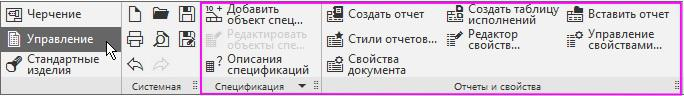 Черчение
Управление
Стандартные
изделия
Системная
Добавить
объект спец...
Редактировать
объекты спе...
Описания
спецификаций
Спецификация
Создать отчет
Стили отчетов...
Свойства
документа
Создать таблицу
исполнений
Редактор
свойств...
Вставить отчет
Управление
свойствами...
Отчеты и свойства